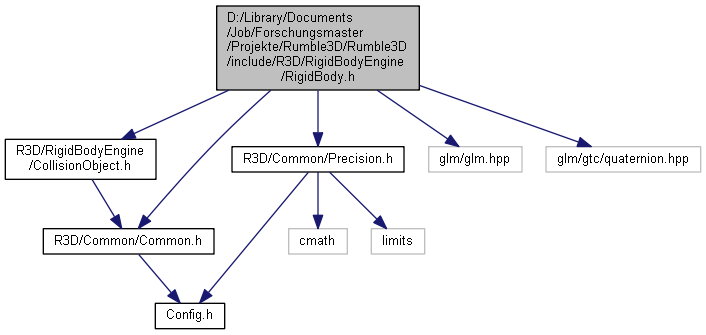 D:/Library/Documents
/Job/Forschungsmaster
/Projekte/Rumble3D/Rumble3D
/include/R3D/RigidBodyEngine
/RigidBody.h
R3D/RigidBodyEngine
/CollisionObject.h
R3D/Common/Precision.h
glm/glm.hpp
glm/gtc/quaternion.hpp
R3D/Common/Common.h
cmath
limits
Config.h